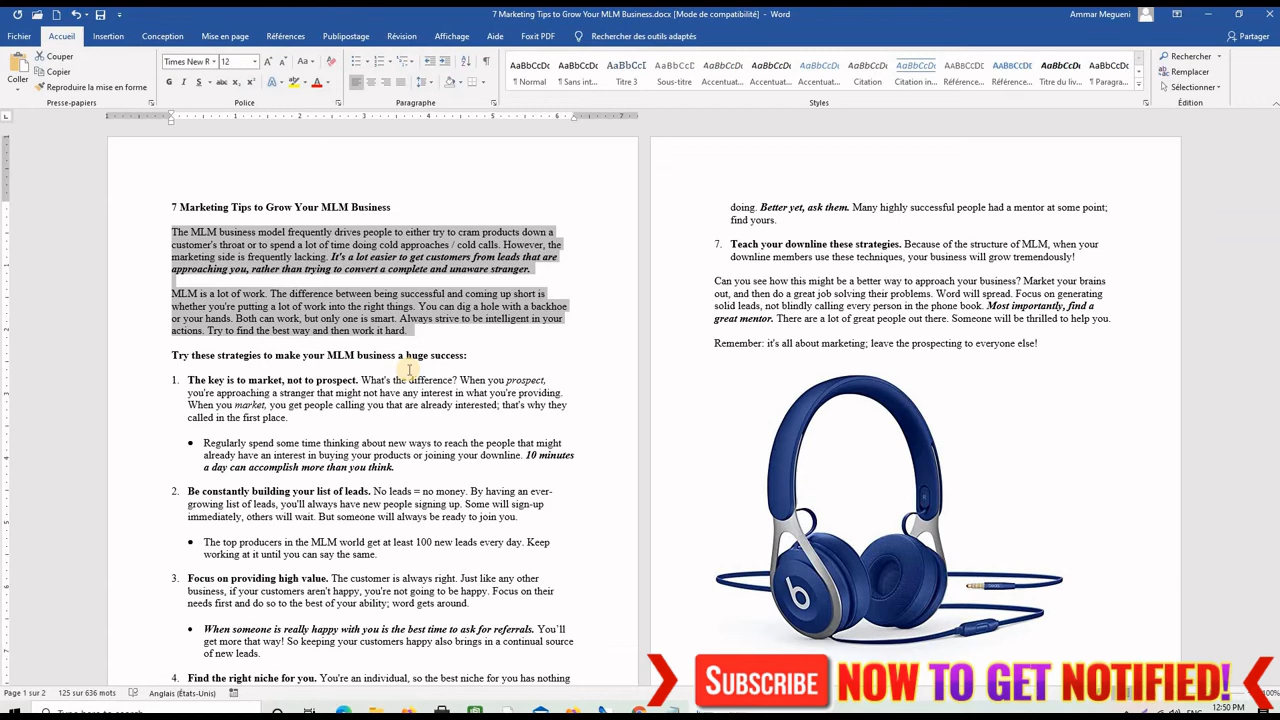 7 Marketing Tips to Grow Your MLM Business.docx [Mode de compatibilité] - Word
Ammar Megueni
Fichier Accueil Insertion Conception Mise en page Références Publipostage Révision Affichage Aide Foxit PDF Rechercher des outils adaptés
Partager
Coller
Couper
Copier
Reproduire la mise en forme
Times New R 12
AaBbCcDc AaBbCcDc AaBbCcD AaBbCcDc AaBbCcDc AaBbCcDc AaBbCcDc AaBbCcDc AaBbCcDc AABBCCDD AABBCCDC AaBbCcDc AaBbCcDc
¶ Normal ¶ Sans int... Titre 3 Sous-titre Accentuat... Accentuat... Accentuat... Citation Citation in... Référence... Référence... Titre du liv... ¶ Paragra...
Rechercher
Remplacer
Sélectionner
Presse-papiers Police Paragraphe Styles Édition
7 Marketing Tips to Grow Your MLM Business
The MLM business model frequently drives people to either try to cram products down a
customer's throat or to spend a lot of time doing cold approaches / cold calls. However, the
marketing side is frequently lacking. It's a lot easier to get customers from leads that are
approaching you, rather than trying to convert a complete and unaware stranger.
MLM is a lot of work. The difference between being successful and coming up short is
whether you're putting a lot of work into the right things. You can dig a hole with a backhoe
or your hands. Both can work, but only one is smart. Always strive to be intelligent in your
actions. Try to find the best way and then work it hard.
Try these strategies to make your MLM business a huge success:
1. The key is to market, not to prospect. What's the difference? When you prospect,
you're approaching a stranger that might not have any interest in what you're providing.
When you market, you get people calling you that are already interested; that's why they
called in the first place.
• Regularly spend some time thinking about new ways to reach the people that might
already have an interest in buying your products or joining your downline. 10 minutes
a day can accomplish more than you think.
2. Be constantly building your list of leads. No leads = no money. By having an ever-
growing list of leads, you'll always have new people signing up. Some will sign-up
immediately, others will wait. But someone will always be ready to join you.
• The top producers in the MLM world get at least 100 new leads every day. Keep
working at it until you can say the same.
3. Focus on providing high value. The customer is always right. Just like any other
business, if your customers aren't happy, you're not going to be happy. Focus on their
needs first and do so to the best of your ability; word gets around.
• When someone is really happy with you is the best time to ask for referrals. You'll
get more that way! So keeping your customers happy also brings in a continual source
of new leads.
4. Find the right niche for you. You're an individual, so the best niche for you has nothing
doing. Better yet, ask them. Many highly successful people had a mentor at some point;
find yours.
7. Teach your downline these strategies. Because of the structure of MLM, when your
downline members use these techniques, your business will grow tremendously!
Can you see how this might be a better way to approach your business? Market your brains
out, and then do a great job solving their problems. Word will spread. Focus on generating
solid leads, not blindly calling every person in the phone book. Most importantly, find a
great mentor. There are a lot of great people out there. Someone will be thrilled to help you.
Remember: it's all about marketing; leave the prospecting to everyone else!
b
SUBSCRIBE NOW TO GET NOTIFIED!
Page 1 sur 2 125 sur 636 mots Anglais (États-Unis)
100%
Type here to search
ENG
12:50 PM